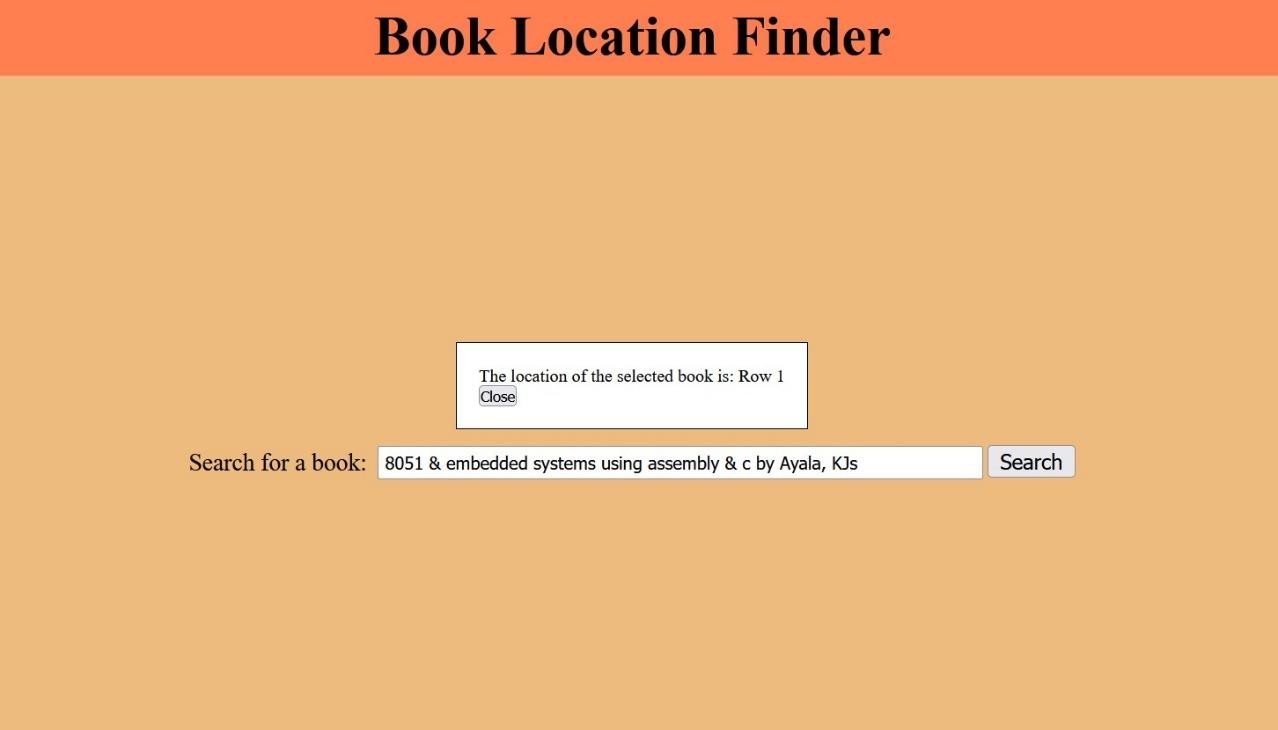 Book Location Finder
The location of the selected book is: Row 1
Close
Search for a book: 8051 & embedded systems using assembly & c by Ayala, KJs Search